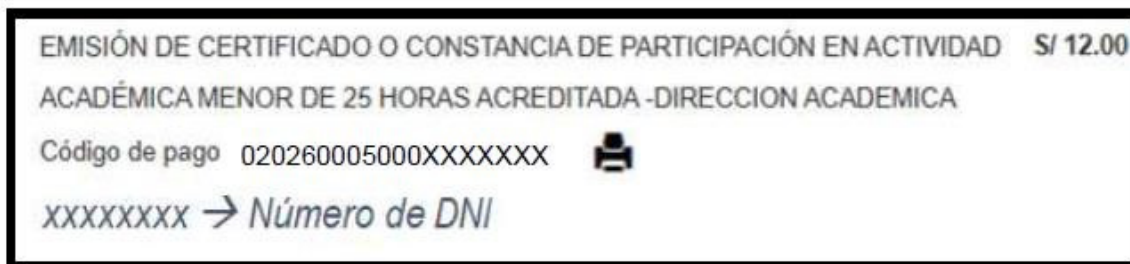 EMISIÓN DE CERTIFICADO O CONSTANCIA DE PARTICIPACIÓN EN ACTIVIDAD S/ 12.00
ACADÉMICA MENOR DE 25 HORAS ACREDITADA -DIRECCION ACADEMICA
Código de pago 020260005000XXXXXXX
xxxxxxxx → Número de DNI